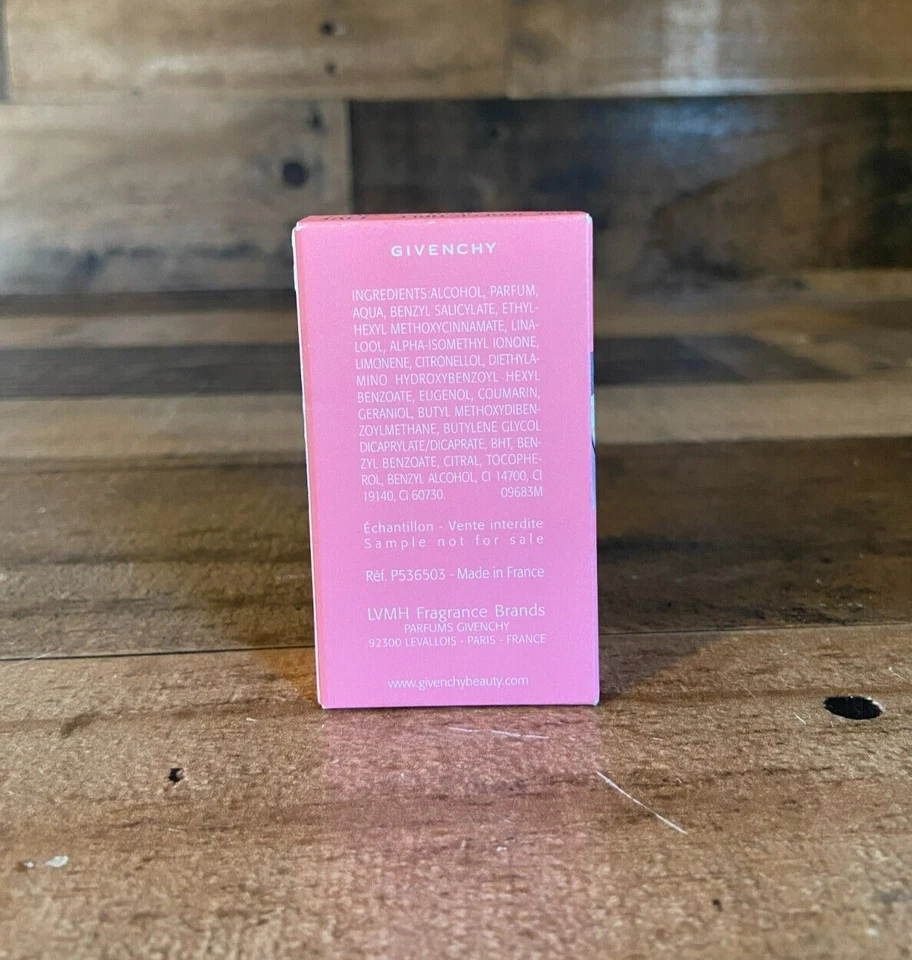 GIVENCHY
INGREDIENTS:ALCOHOL, PARFUM,
AQUA, BENZYL SALICYLATE, ETHYL-
HEXYL METHOXYCINNAMATE, LINA-
LOOL, ALPHA-ISOMETHYL IONONE,
LIMONENE, CITRONELLOL, DIETHYLA-
MINO HYDROXYBENZOYL HEXYL
BENZOATE, EUGENOL, COUMARIN,
GERANIOL, BUTYL METHOXYDIBEN-
ZOYLMETHANE, BUTYLENE GLYCOL
DICAPRYLATE/DICAPRATE, BHT, BEN-
ZYL BENZOATE, CITRAL, TOCOPHE-
ROL, BENZYL ALCOHOL, CI 14700, CI
19140, CI 60730. 09683M
Échantillon - Vente interdite
Sample not for sale
Réf. P536503 - Made in France
LVMH Fragrance Brands
PARFUMS GIVENCHY
92300 LEVALLOIS - PARIS - FRANCE
www.givenchybeauty.com